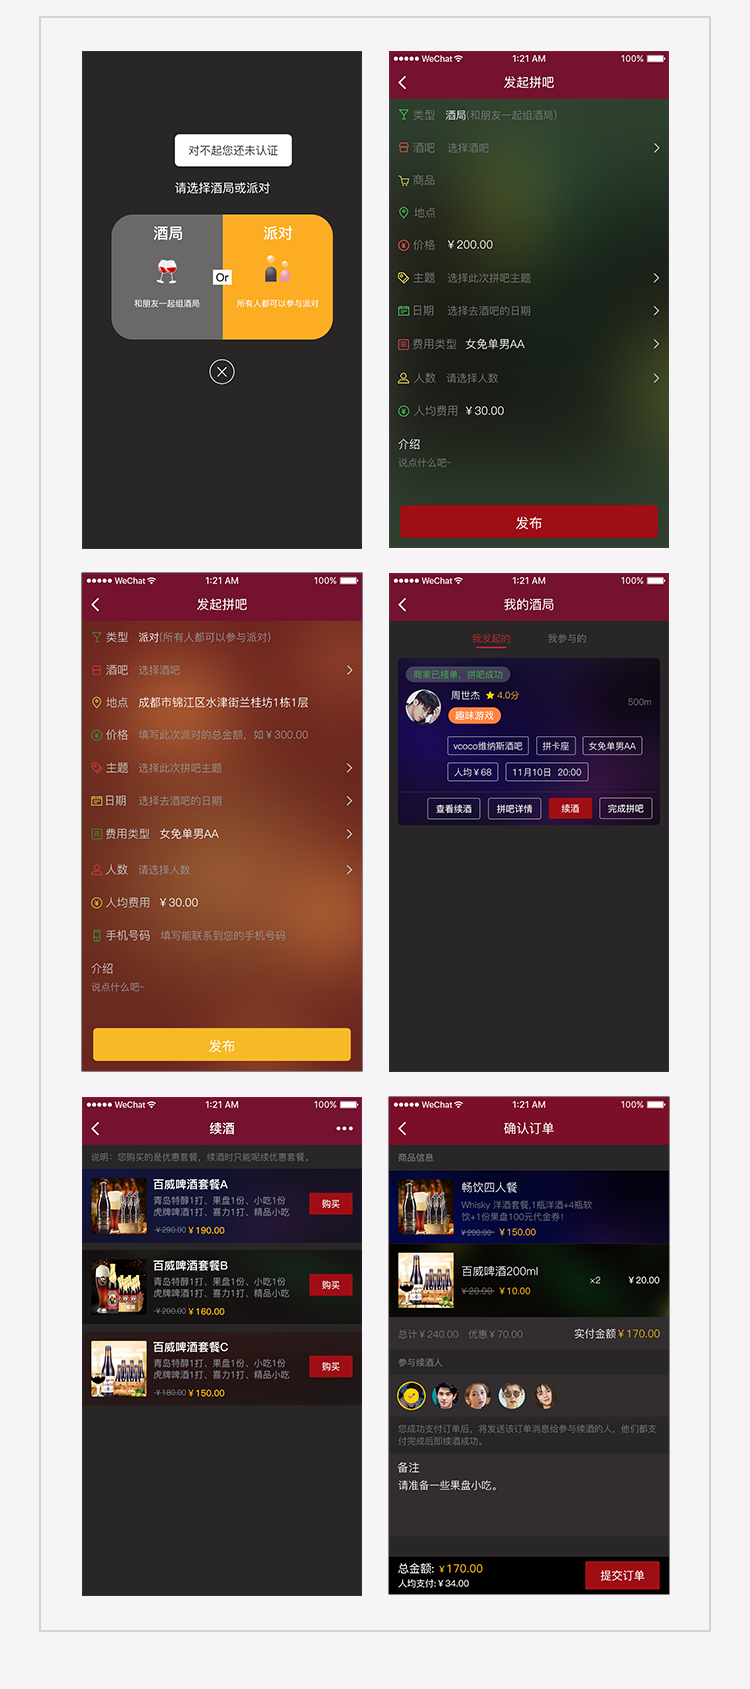 对不起您还未认证
请选择酒局或派对
酒局
派对
Or
和朋友一起组酒局
所有人都可以参与派对
WeChat
1:21 AM
100%
发起拼吧
类型 酒局(和朋友一起组酒局)
酒吧 选择酒吧
商品
地点
价格 ¥200.00
主题 选择此次拼吧主题
日期 选择去酒吧的日期
费用类型 女免单男AA
人数 请选择人数
人均费用 ¥30.00
介绍
说点什么吧~
发布
WeChat
1:21 AM
100%
发起拼吧
类型 派对(所有人都可以参与派对)
酒吧 选择酒吧
地点 成都市锦江区水津街兰桂坊1栋1层
价格 填写此次派对的总金额，如¥300.00
主题 选择此次拼吧主题
日期 选择去酒吧的日期
费用类型 女免单男AA
人数 请选择人数
人均费用 ¥30.00
手机号码 填写能联系到您的手机号码
介绍
说点什么吧~
发布
WeChat
1:21 AM
100%
我的酒局
我发起的 我参与的
商家已接单，拼吧成功
周世杰 4.0分
500m
趣味游戏
vcoco维纳斯酒吧 拼卡座 女免单男AA
人均¥68 11月10日 20:00
查看续酒 拼吧详情 续酒 完成拼吧
WeChat
1:21 AM
100%
续酒
说明：您购买的是优惠套餐，续酒时只能呢续优惠套餐。
百威啤酒套餐A
青岛特醇1打、果盘1份、小吃1份
虎牌啤酒1打、喜力1打、精品小吃
¥290.00 ¥190.00
购买
百威啤酒套餐B
青岛特醇1打、果盘1份、小吃1份
虎牌啤酒1打、喜力1打、精品小吃
¥200.00 ¥160.00
购买
百威啤酒套餐C
青岛特醇1打、果盘1份、小吃1份
虎牌啤酒1打、喜力1打、精品小吃
¥180.00 ¥150.00
购买
WeChat
1:21 AM
100%
确认订单
商品信息
畅饮四人餐
Whisky 洋酒套餐,1瓶洋酒+4瓶软
饮+1份果盘100元代金券!
¥200.00 ¥150.00
百威啤酒200ml
¥20.00 ¥10.00
×2
¥20.00
总计¥240.00 优惠¥70.00 实付金额¥170.00
参与续酒人
您成功支付订单后，将发送该订单消息给参与续酒的人，他们都支
付完成后即续酒成功。
备注
请准备一些果盘小吃。
总金额: ¥170.00
人均支付:¥34.00
提交订单